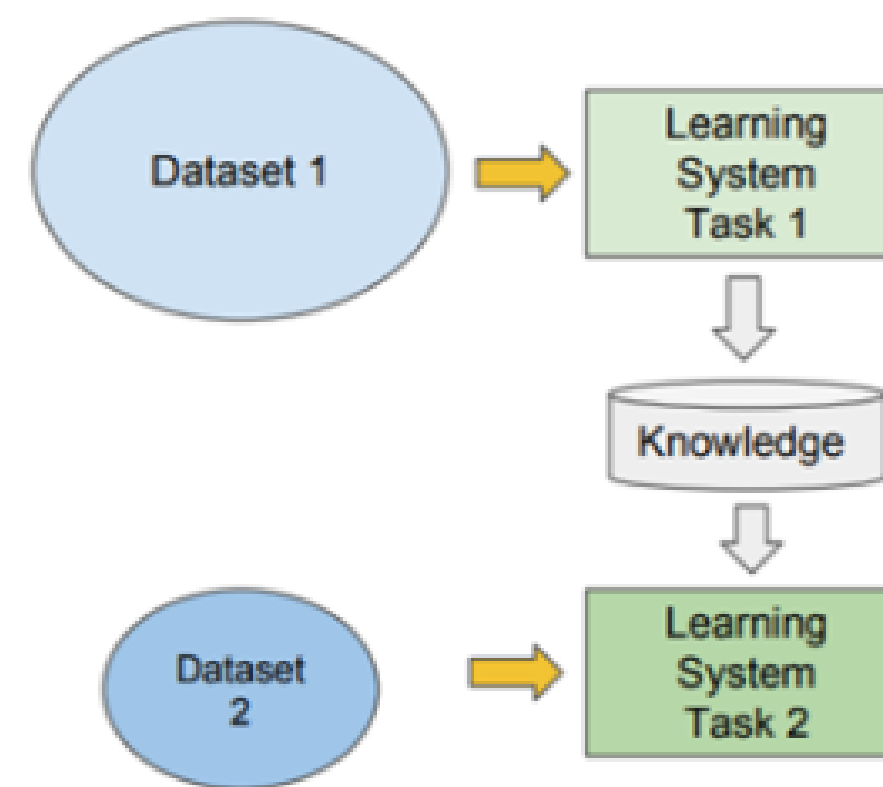 Dataset 1
Learning
System
Task 1
Knowledge
Dataset
2
Learning
System
Task 2